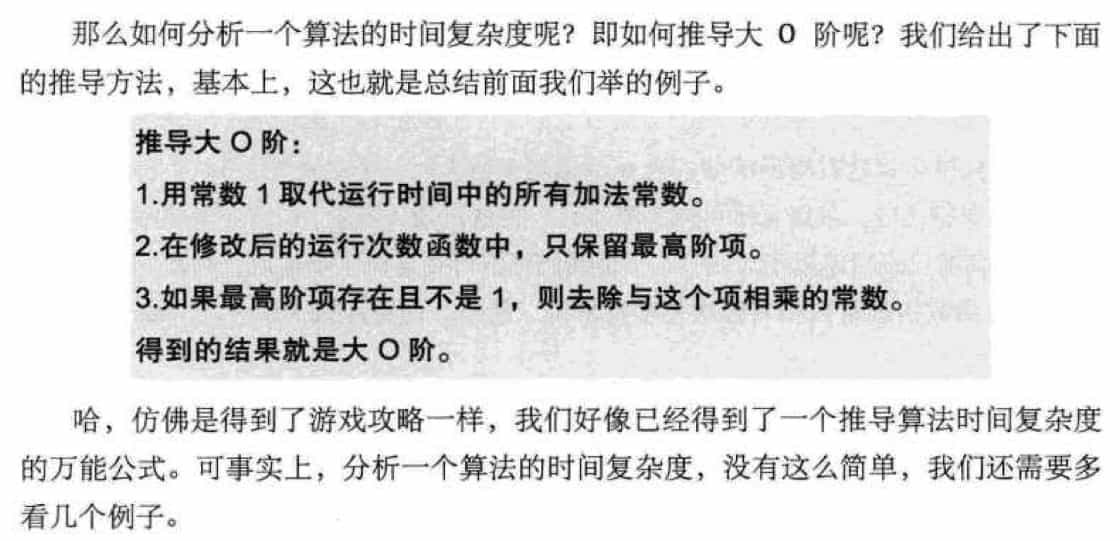 那么如何分析一个算法的时间复杂度呢？即如何推导大 O 阶呢？我们给出了下面
的推导方法，基本上，这也就是总结前面我们举的例子。
推导大 O 阶：
1.用常数 1 取代运行时间中的所有加法常数。
2.在修改后的运行次数函数中，只保留最高阶项。
3.如果最高阶项存在且不是 1，则去除与这个项相乘的常数。
得到的结果就是大 O 阶。
哈，仿佛是得到了游戏攻略一样，我们好像已经得到了一个推导算法时间复杂度
的万能公式。可事实上，分析一个算法的时间复杂度，没有这么简单，我们还需要多
看几个例子。